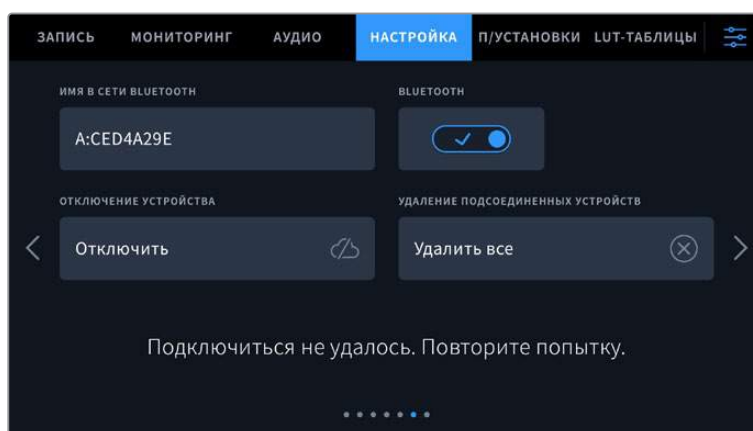 ЗАПИСЬ МОНИТОРИНГ АУДИО НАСТРОЙКА П/УСТАНОВКИ LUT-ТАБЛИЦЫ
ИМЯ В СЕТИ BLUETOOTH BLUETOOTH
A:CED4A29E
ОТКЛЮЧЕНИЕ УСТРОЙСТВА УДАЛЕНИЕ ПОДСОЕДИНЕННЫХ УСТРОЙСТВ
Отключить Удалить все
Подключиться не удалось. Повторите попытку.